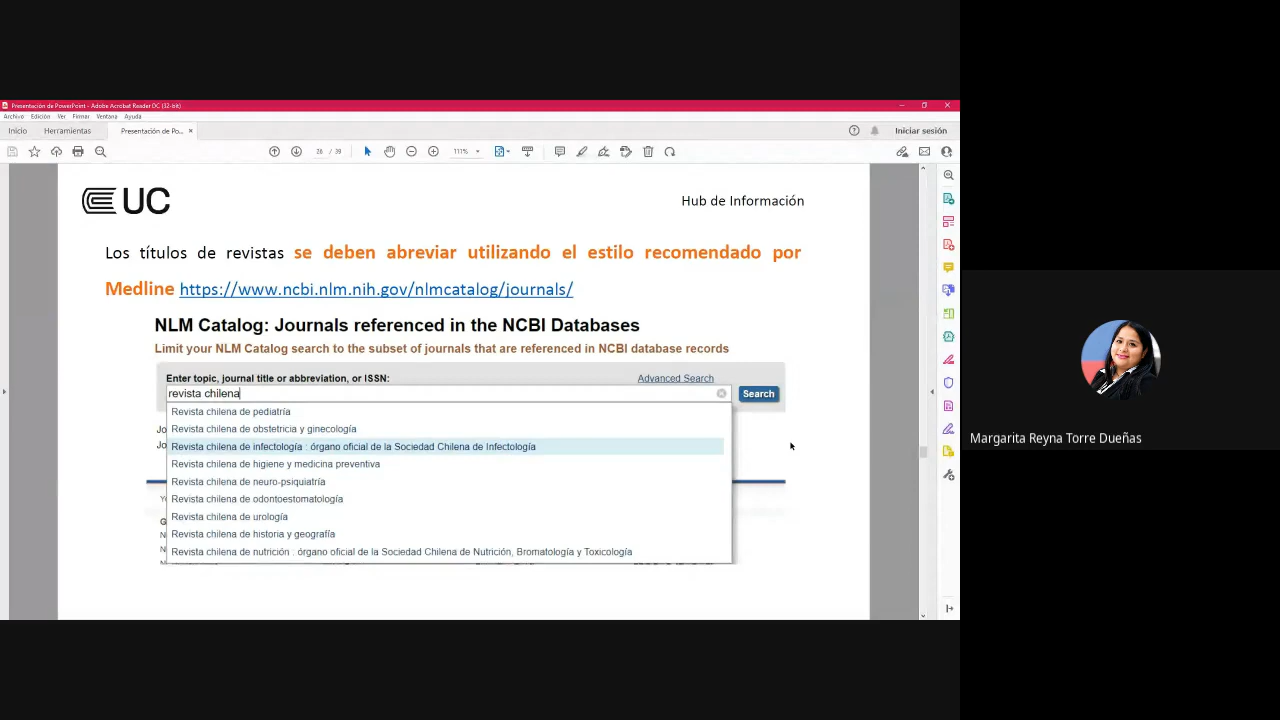 Presentación de PowerPoint - Adobe Acrobat Reader DC (32-bit)
Archivo Edición Ver Firmar Ventana Ayuda
Inicio Herramientas Presentación de Po... × Iniciar sesión
26 / 39 111%
UC Hub de Información
Los títulos de revistas se deben abreviar utilizando el estilo recomendado por
Medline https://www.ncbi.nlm.nih.gov/nlmcatalog/journals/
NLM Catalog: Journals referenced in the NCBI Databases
Limit your NLM Catalog search to the subset of journals that are referenced in NCBI database records
Enter topic, journal title or abbreviation, or ISSN: Advanced Search
revista chilena Search
Revista chilena de pediatría
Revista chilena de obstetricia y ginecología
Revista chilena de infectología : órgano oficial de la Sociedad Chilena de Infectología
Revista chilena de higiene y medicina preventiva
Revista chilena de neuro-psiquiatría
Revista chilena de odontoestomatología
Revista chilena de urología
Revista chilena de historia y geografía
Revista chilena de nutrición : órgano oficial de la Sociedad Chilena de Nutrición, Bromatología y Toxicología
Margarita Reyna Torre Dueñas